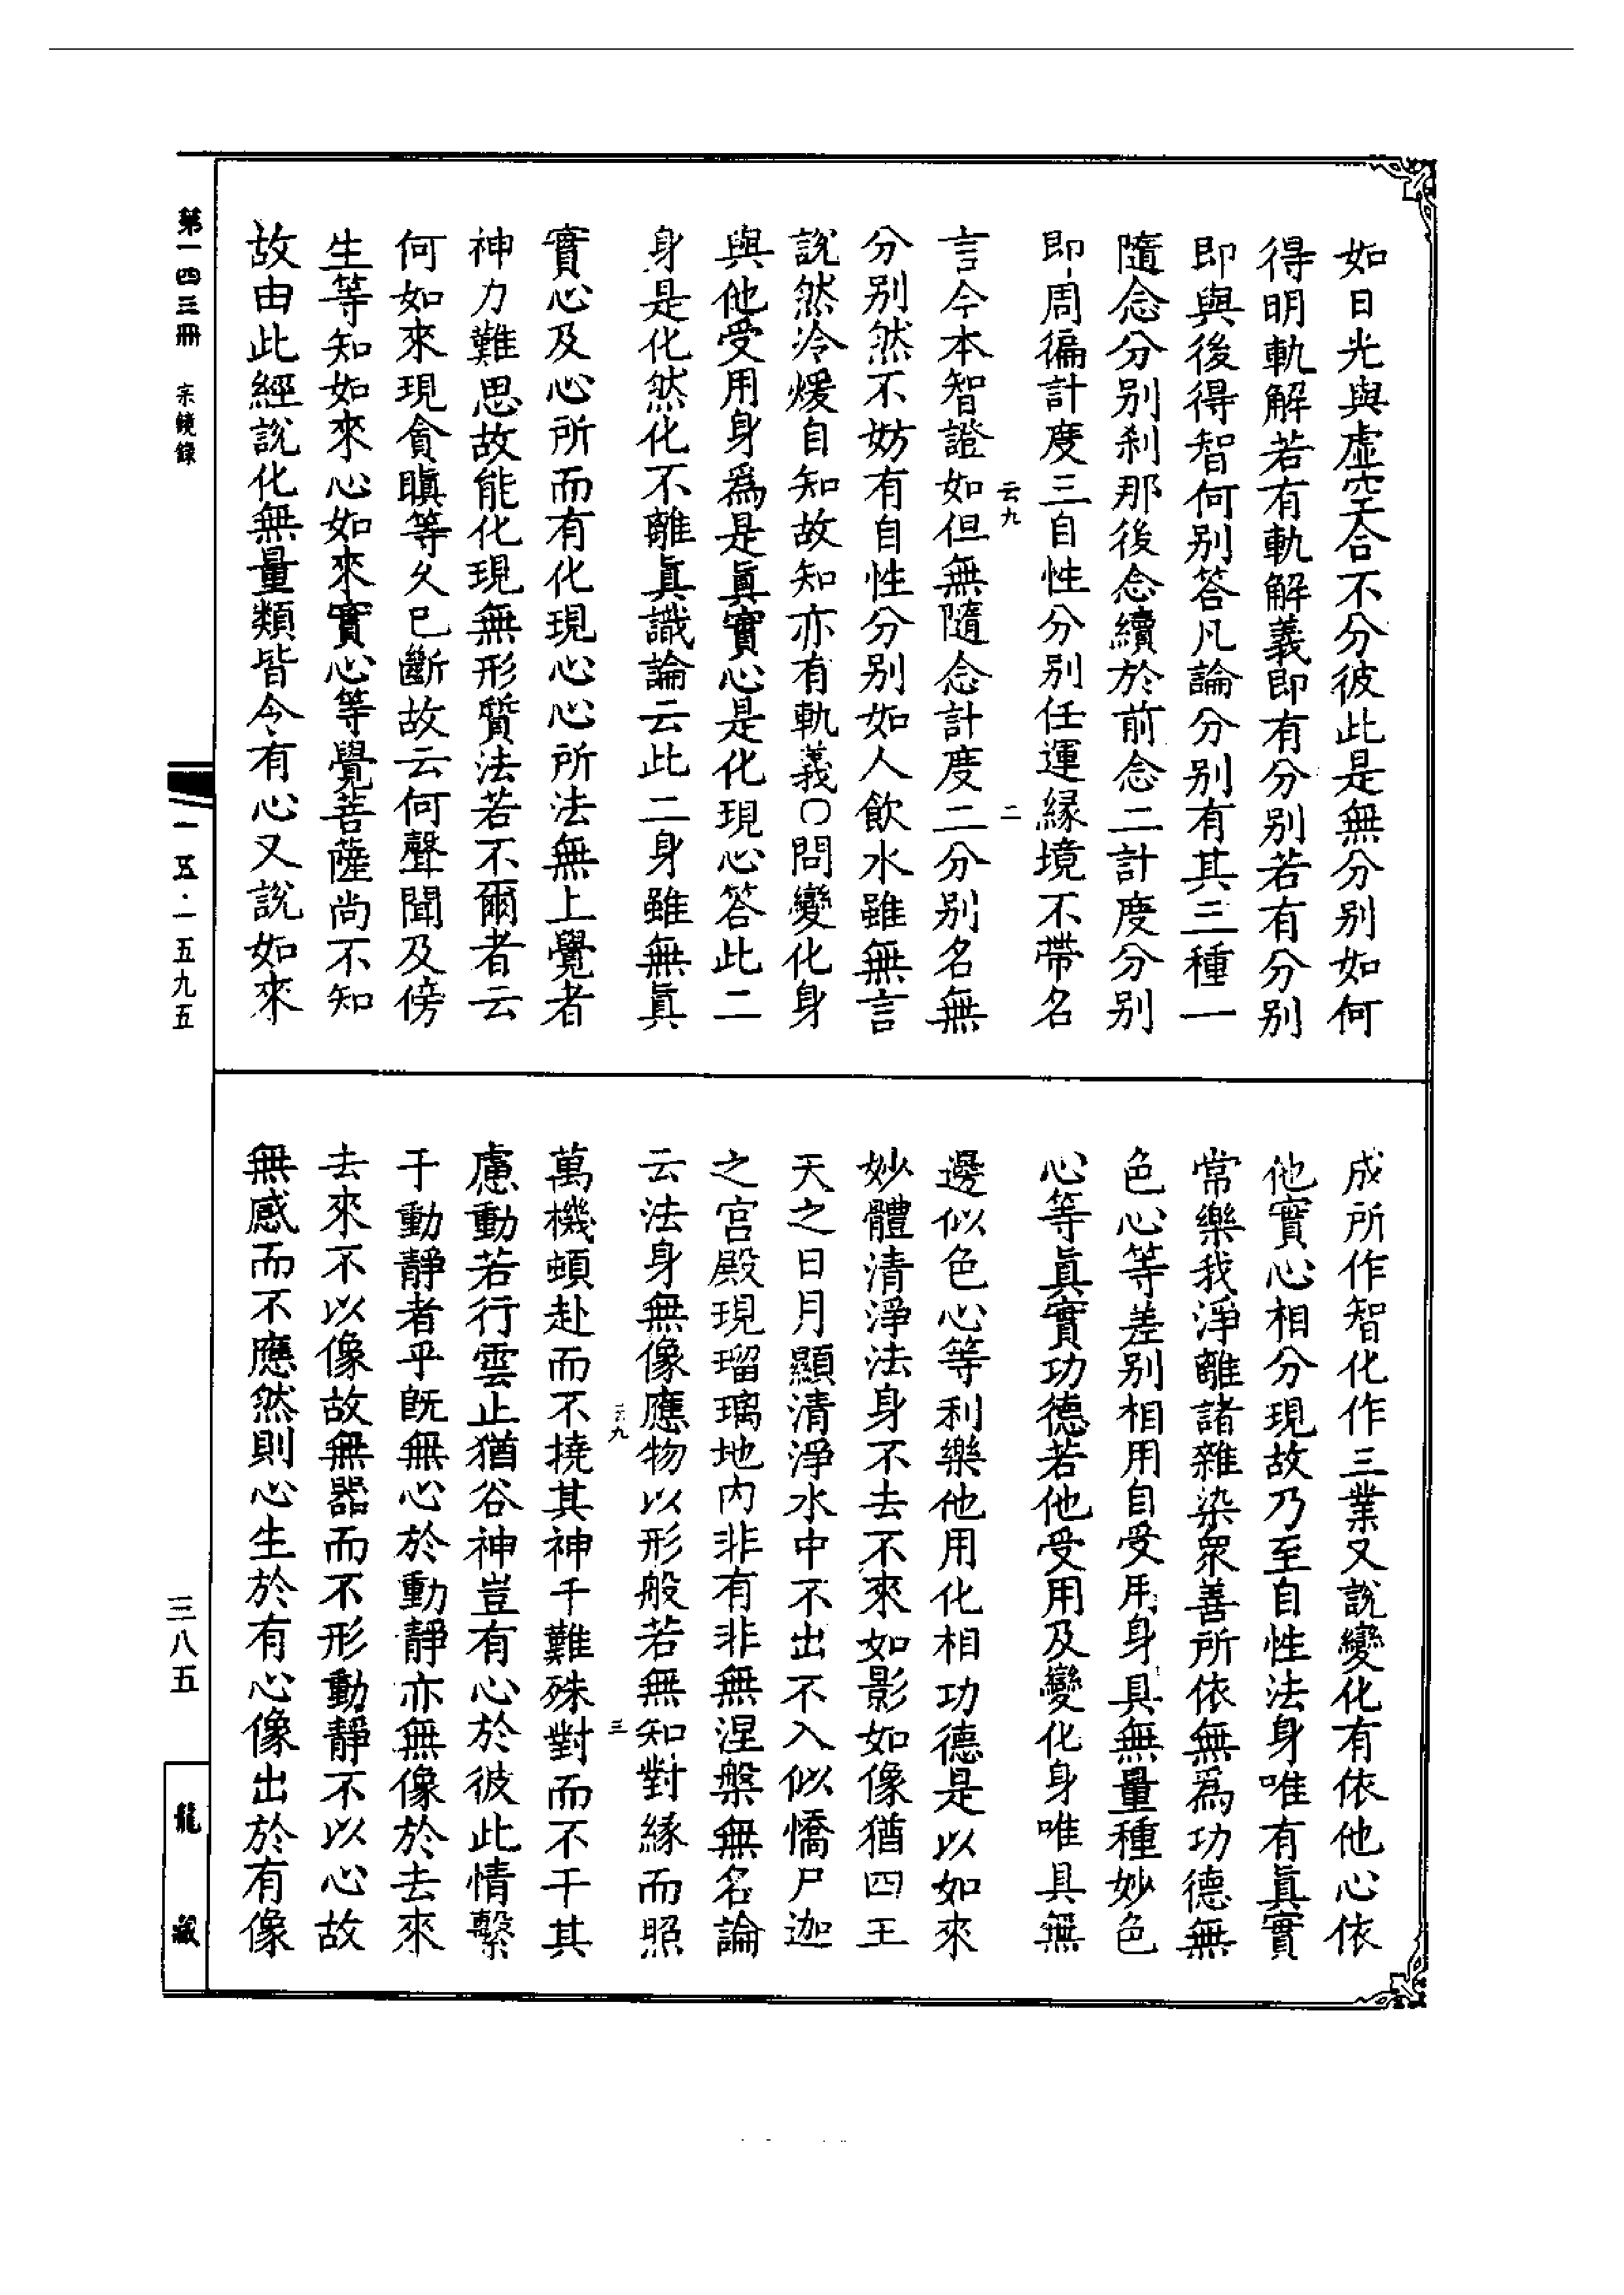 如日光與虛空合不分彼此是無分别如何
得明軌解若有軌解義即有分别若有分别
即與後得智何别答凡論分别有其三種一
隨念分别刹那後念續於前念二計度分别
即周徧計度三自性分别任運緣境不帶名
云九
二
言今本智證如但無隨念計度二分别名無
分别然不妨有自性分别如人飲水雖無言
說然冷煖自知故知亦有軌義〇問變化身
與他受用身爲是眞實心是化現心答此二
身是化然化不離眞識論云此二身雖無眞
實心及心所而有化現心心所法無上覺者
神力難思故能化現無形質法若不爾者云
何如來現貪瞋等久已斷故云何聲聞及傍
生等知如來心如來實心等覺菩薩尚不知
故由此經說化無量類皆令有心又說如來
成所作智化作三業又說變化有依他心依
他實心相分現故乃至自性法身唯有眞實
常樂我淨離諸雜染衆善所依無爲功德無
色心等差别相用自受用身具無量種妙色
心等眞實功德若他受用及變化身唯具無
邊似色心等利樂他用化相功德是以如來
妙體清淨法身不去不來如影如像猶四王
天之日月顯清淨水中不出不入似憍尸迦
之宮殿現瑠璃地内非有非無涅槃無名論
云法身無像應物以形般若無知對緣而照
云九
三
萬機頓赴而不撓其神千難殊對而不干其
慮動若行雲止猶谷神豈有心於彼此情繫
于動靜者乎既無心於動靜亦無像於去來
去來不以像故無器而不形動靜不以心故
無感而不應然則心生於有心像出於有像
第一四三冊 宗鏡錄
一五·一五九五
三八五
龍藏